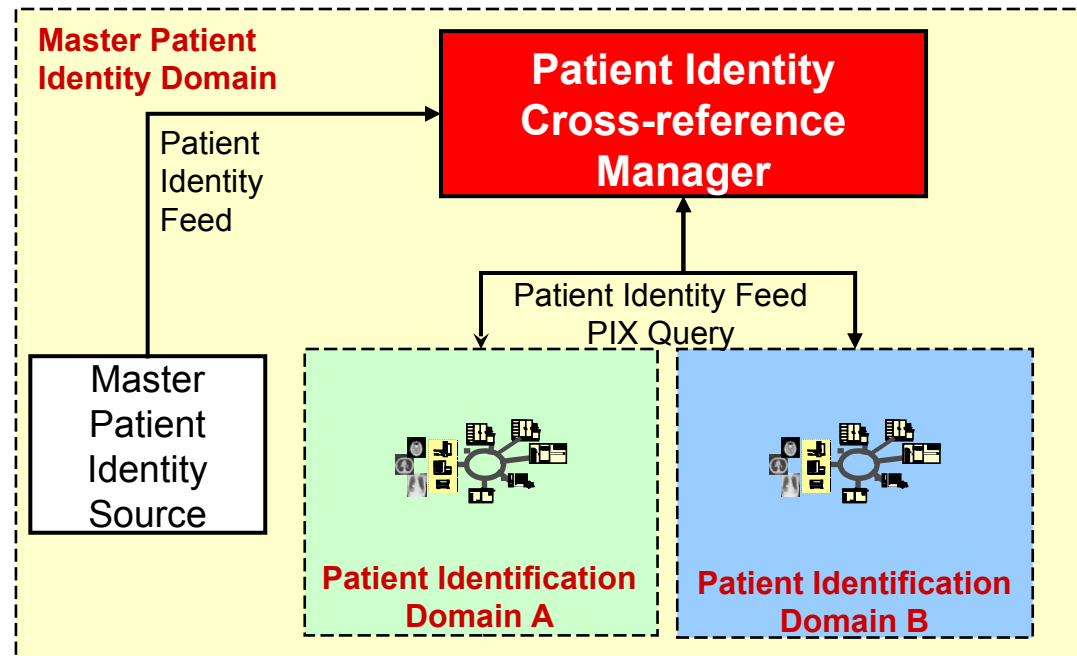 Master Patient
Identity Domain
Patient Identity
Cross-reference
Manager
Patient
Identity
Feed
Patient Identity Feed
PIX Query
Master
Patient
Identity
Source
Patient Identification
Domain A
Patient Identification
Domain B